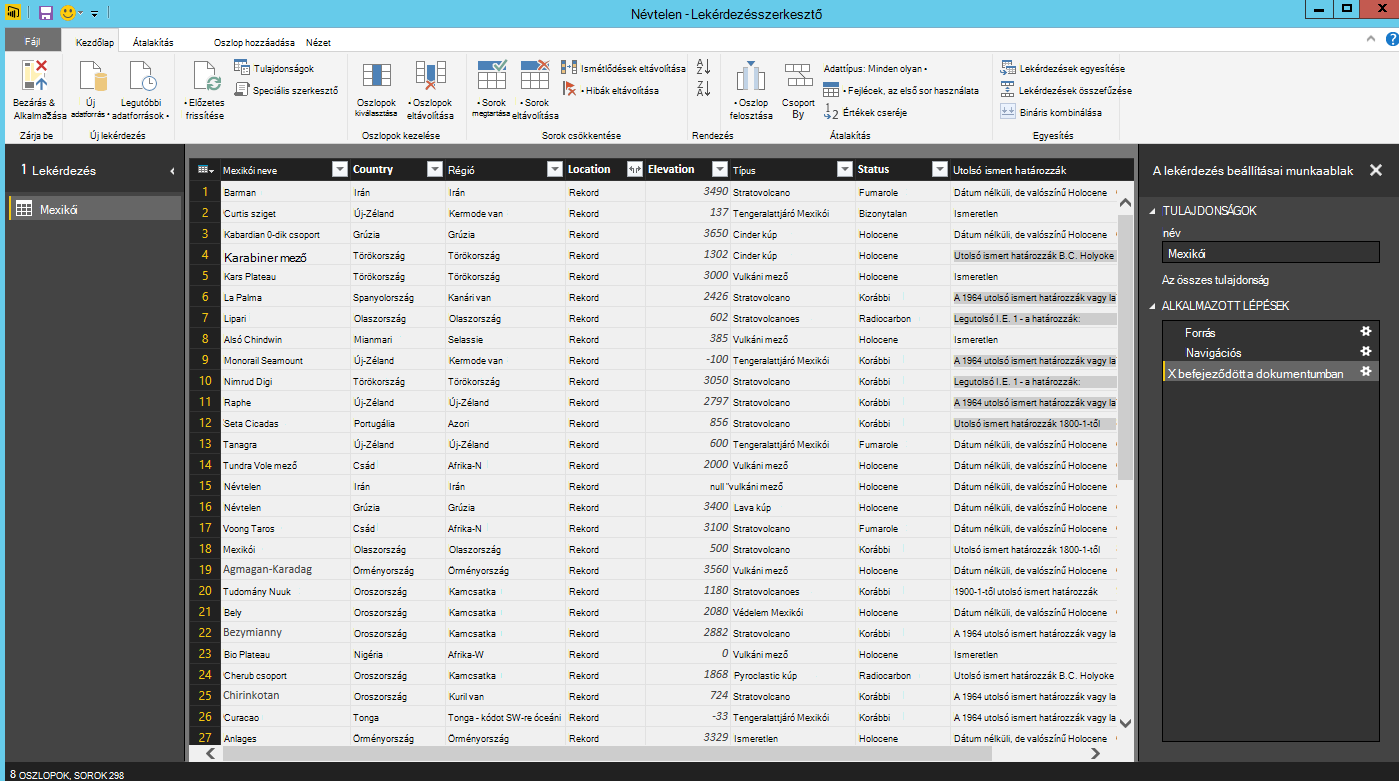 Névtelen - Lekérdezésszerkesztő
Fájl Kezdőlap Átalakítás Oszlop hozzáadása Nézet
Bezárás & Alkalmazása
Zárja be
Új adatforrás •
Legutóbbi adatforrások •
Új lekérdezés
• Előzetes frissítése
Tulajdonságok
Speciális szerkesztő
Oszlopok kiválasztása
• Oszlopok eltávolítása
Oszlopok kezelése
• Sorok megtartása
• Sorok eltávolítása
Ismétlődések eltávolítása
• Hibák eltávolítása
Sorok csökkentése
A Z
Z A
Rendezés
• Oszlop felosztása
Csoport By
Adattípus: Minden olyan •
• Fejlécek, az első sor használata
1 2 Értékek cseréje
Átalakítás
Lekérdezések egyesítése
Lekérdezések összefűzése
Bináris kombinálása
Egyesítés
1 Lekérdezés
Mexikói
Mexikói neve Country Régió Location Elevation Típus Status Utolsó ismert határozzák
1 Barman Irán Irán Rekord 3490 Stratovolcano Fumarole Dátum nélküli, de valószínű Holocene
2 Curtis sziget Új-Zéland Kermode van Rekord 137 Tengeralattjáró Mexikói Bizonytalan Ismeretlen
3 Kabardian 0-dik csoport Grúzia Grúzia Rekord 3650 Cinder kúp Holocene Dátum nélküli, de valószínű Holocene
4 Karabiner mező Törökország Törökország Rekord 1302 Cinder kúp Holocene Utolsó ismert határozzák B.C. Holyoke
5 Kars Plateau Törökország Törökország Rekord 3000 Vulkáni mező Holocene Ismeretlen
6 La Palma Spanyolország Kanári van Rekord 2426 Stratovolcano Korábbi A 1964 utolsó ismert határozzák vagy la
7 Lipari Olaszország Olaszország Rekord 602 Stratovolcanoes Radiocarbon Legutolsó I.E. 1 - a határozzák:
8 Alsó Chindwin Mianmari Selassie Rekord 385 Vulkáni mező Holocene Ismeretlen
9 Monorail Seamount Új-Zéland Kermode van Rekord -100 Tengeralattjáró Mexikói Korábbi A 1964 utolsó ismert határozzák vagy la
10 Nimrud Digi Törökország Törökország Rekord 3050 Stratovolcano Korábbi Legutolsó I.E. 1 - a határozzák:
11 Raphe Új-Zéland Új-Zéland Rekord 2797 Stratovolcano Korábbi A 1964 utolsó ismert határozzák vagy la
12 Seta Cicadas Portugália Azori Rekord 856 Stratovolcano Korábbi Utolsó ismert határozzák 1800-1-től
13 Tanagra Új-Zéland Új-Zéland Rekord 600 Tengeralattjáró Mexikói Fumarole Dátum nélküli, de valószínű Holocene
14 Tundra Vole mező Csád Afrika-N Rekord 2000 Vulkáni mező Holocene Dátum nélküli, de valószínű Holocene
15 Névtelen Irán Irán Rekord null "vulkáni mező Holocene Dátum nélküli, de valószínű Holocene
16 Névtelen Grúzia Grúzia Rekord 3400 Lava kúp Holocene Dátum nélküli, de valószínű Holocene
17 Voong Taros Csád Afrika-N Rekord 3100 Stratovolcano Fumarole Dátum nélküli, de valószínű Holocene
18 Mexikói Olaszország Olaszország Rekord 500 Stratovolcano Korábbi Utolsó ismert határozzák 1800-1-től
19 Agmagan-Karadag Örményország Örményország Rekord 3560 Vulkáni mező Holocene Dátum nélküli, de valószínű Holocene
20 Tudomány Nuuk Oroszország Kamcsatka Rekord 1180 Stratovolcanoes Korábbi 1900-1-től utolsó ismert határozzák
21 Bely Oroszország Kamcsatka Rekord 2080 Védelem Mexikói Holocene Dátum nélküli, de valószínű Holocene
22 Bezymianny Oroszország Kamcsatka Rekord 2882 Stratovolcano Korábbi A 1964 utolsó ismert határozzák vagy la
23 Bio Plateau Nigéria Afrika-W Rekord 0 Vulkáni mező Holocene Ismeretlen
24 Cherub csoport Oroszország Kamcsatka Rekord 1868 Pyroclastic kúp Radiocarbon Utolsó ismert határozzák B.C. Holyoke
25 Chirinkotan Oroszország Kuril van Rekord 724 Stratovolcano Korábbi A 1964 utolsó ismert határozzák vagy la
26 Curacao Tonga Tonga - kódot SW-re óceáni Rekord -33 Tengeralattjáró Mexikói Korábbi A 1964 utolsó ismert határozzák vagy la
27 Anlages Örményország Örményország Rekord 3329 Ismeretlen Holocene Dátum nélküli, de valószínű Holocene
A lekérdezés beállításai munkaablak
TULAJDONSÁGOK
név
Mexikói
Az összes tulajdonság
ALKALMAZOTT LÉPÉSEK
Forrás
Navigációs
X befejeződött a dokumentumban
8 OSZLOPOK, SOROK 298